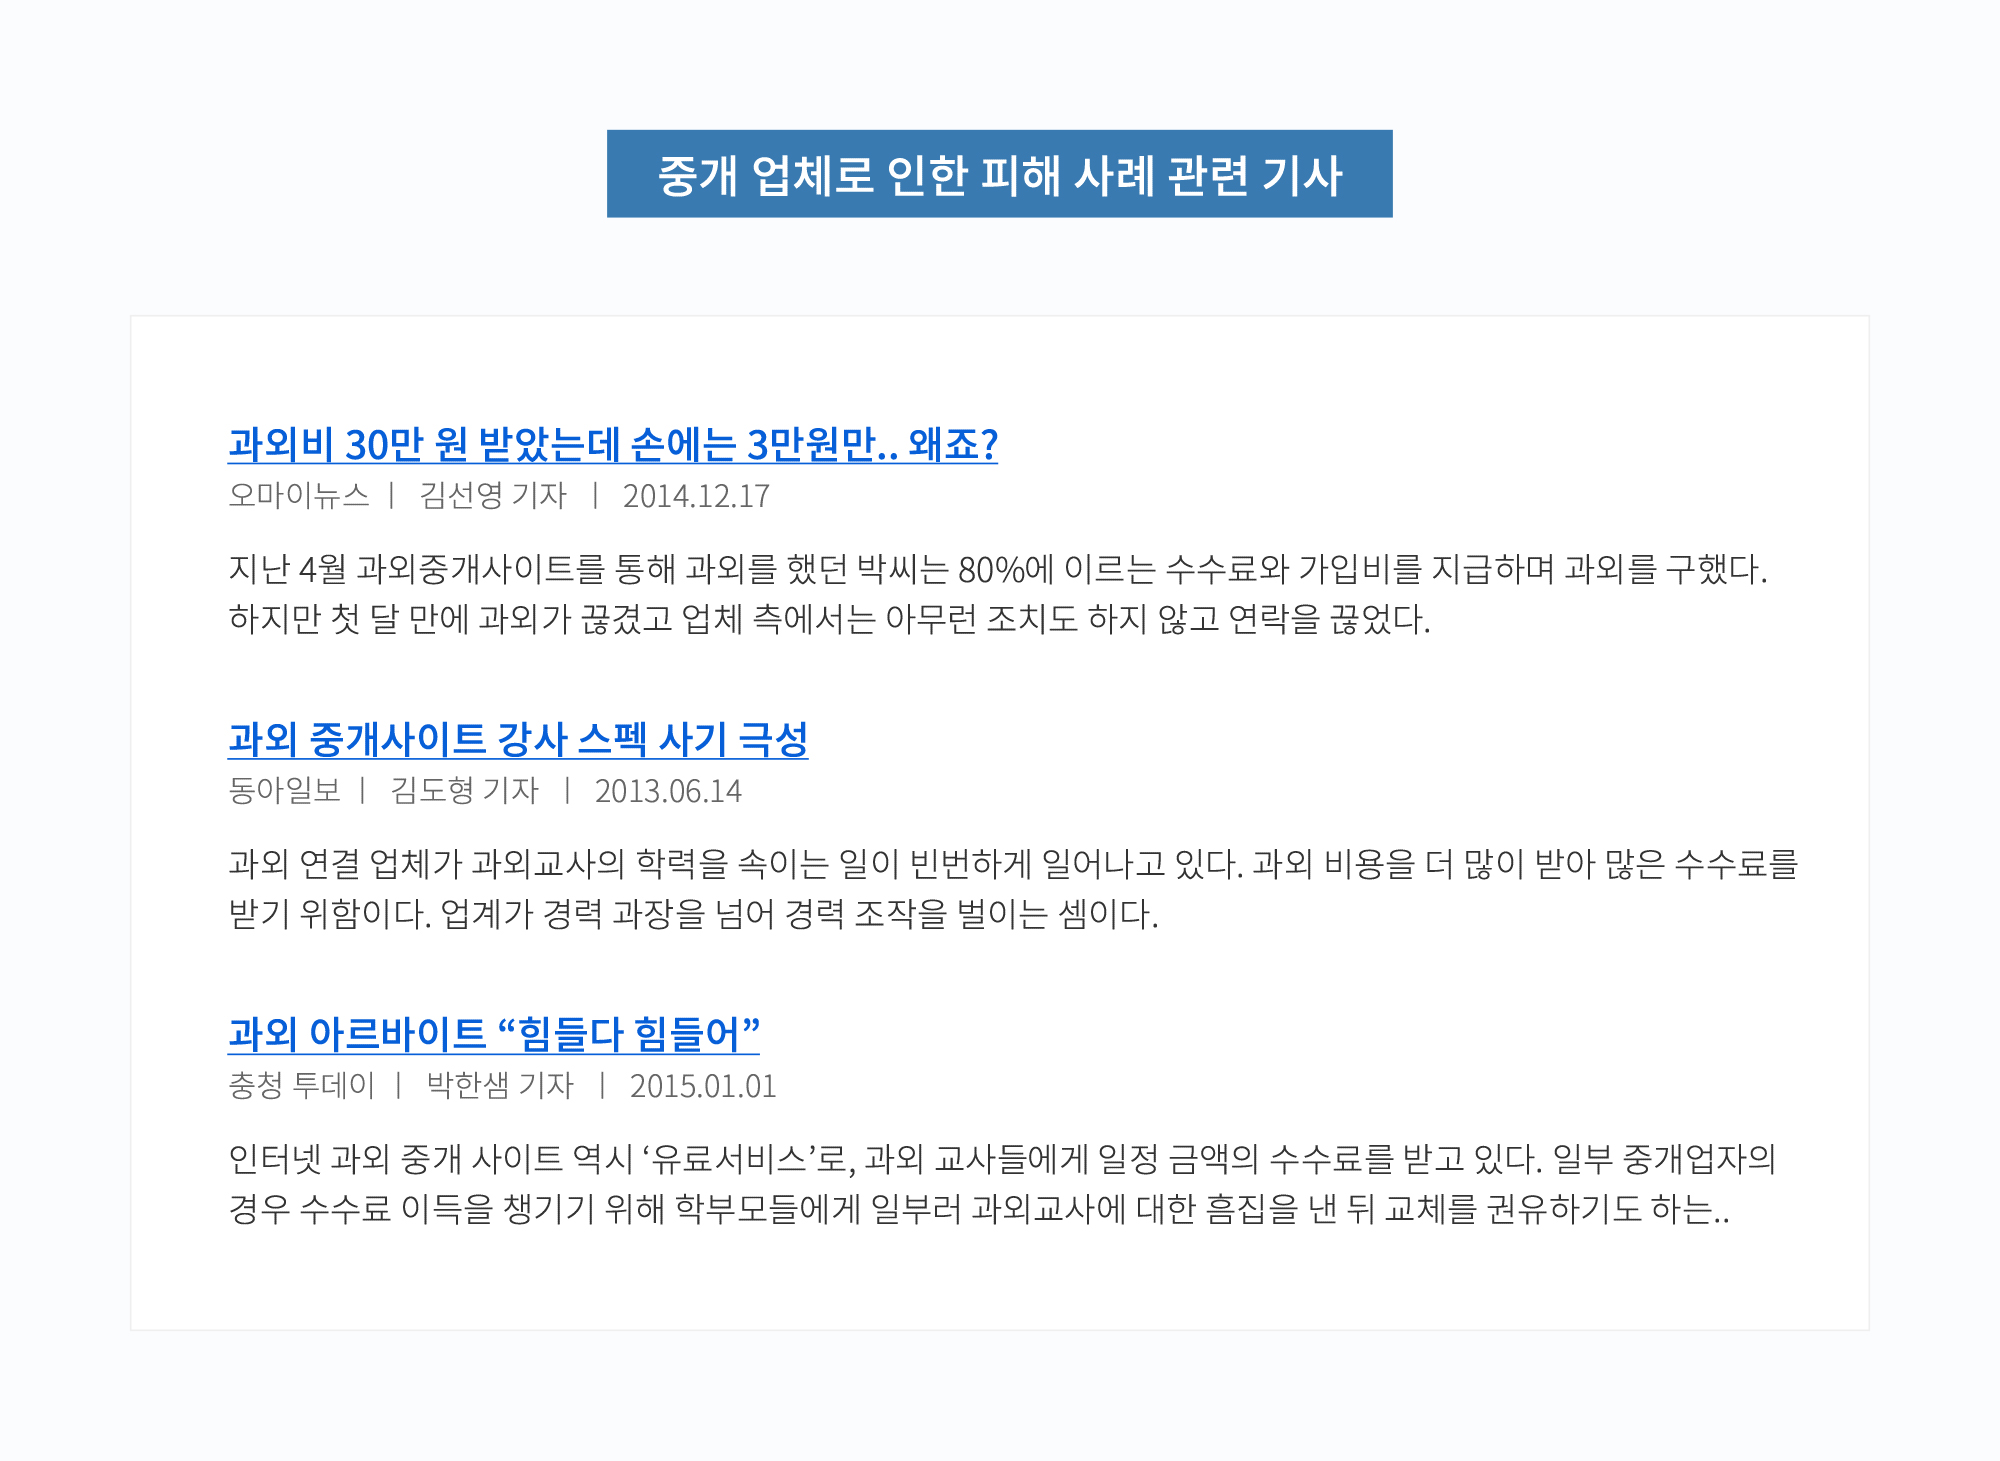 중개 업체로 인한 피해 사례 관련 기사
과외비 30만 원 받았는데 손에는 3만원만.. 왜죠?
오마이뉴스 | 김선영 기자 | 2014.12.17
지난 4월 과외중개사이트를 통해 과외를 했던 박씨는 80%에 이르는 수수료와 가입비를 지급하며 과외를 구했다.
하지만 첫 달 만에 과외가 끊겼고 업체 측에서는 아무런 조치도 하지 않고 연락을 끊었다.
과외 중개사이트 강사 스펙 사기 극성
동아일보 | 김도형 기자 | 2013.06.14
과외 연결 업체가 과외교사의 학력을 속이는 일이 빈번하게 일어나고 있다. 과외 비용을 더 많이 받아 많은 수수료를
받기 위함이다. 업계가 경력 과장을 넘어 경력 조작을 벌이는 셈이다.
과외 아르바이트 “힘들다 힘들어”
충청 투데이 | 박한샘 기자 | 2015.01.01
인터넷 과외 중개 사이트 역시 ‘유료서비스’로, 과외 교사들에게 일정 금액의 수수료를 받고 있다. 일부 중개업자의
경우 수수료 이득을 챙기기 위해 학부모들에게 일부러 과외교사에 대한 흠집을 낸 뒤 교체를 권유하기도 하는..